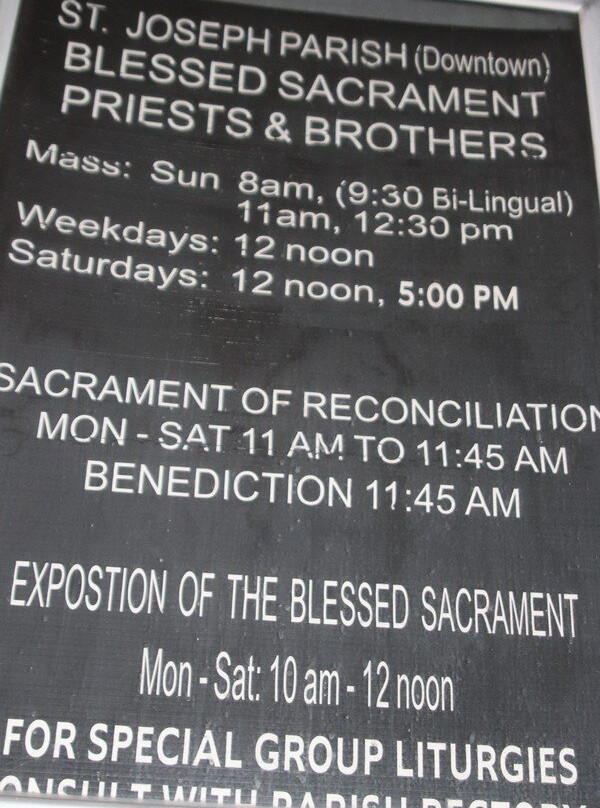 ST. JOSEPH PARISH (Downtown)
BLESSED SACRAMENT
PRIESTS & BROTHERS
Mass: Sun 8am, (9:30 Bi-Lingual)
11am, 12:30 pm
Weekdays: 12 noon
Saturdays: 12 noon, 5:00 PM
SACRAMENT OF RECONCILIATION
MON - SAT 11 AM TO 11:45 AM
BENEDICTION 11:45 AM
EXPOSTION OF THE BLESSED SACRAMENT
Mon - Sat: 10 am - 12 noon
FOR SPECIAL GROUP LITURGIES
CONSULT WITH PARISH